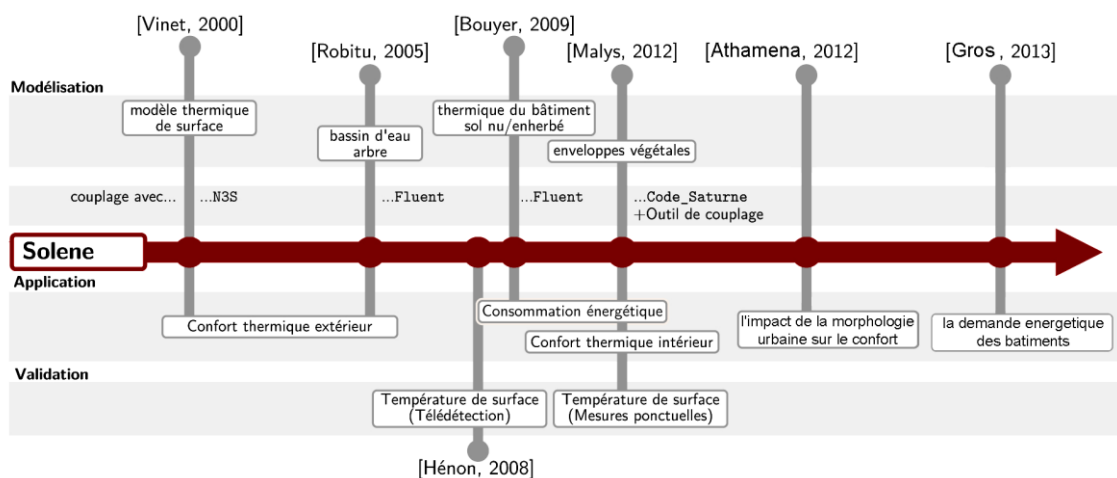 [Vinet, 2000]
[Bouyer, 2009]
[Robitu, 2005]
[Malys, 2012]
[Athamena, 2012]
[Gros, 2013]
Modélisation
modèle thermique
de surface
bassin d'eau
arbre
thermique du bâtiment
sol nu/enherbé
enveloppes végétales
couplage avec...
...N3S
...Fluent
...Fluent
...Code_Saturne
+Outil de couplage
Solene
Application
Confort thermique extérieur
Consommation énergétique
Confort thermique intérieur
l'impact de la morphologie
urbaine sur le confort
la demande energetique
des batiments
Validation
Température de surface
(Télédétection)
Température de surface
(Mesures ponctuelles)
[Hénon, 2008]